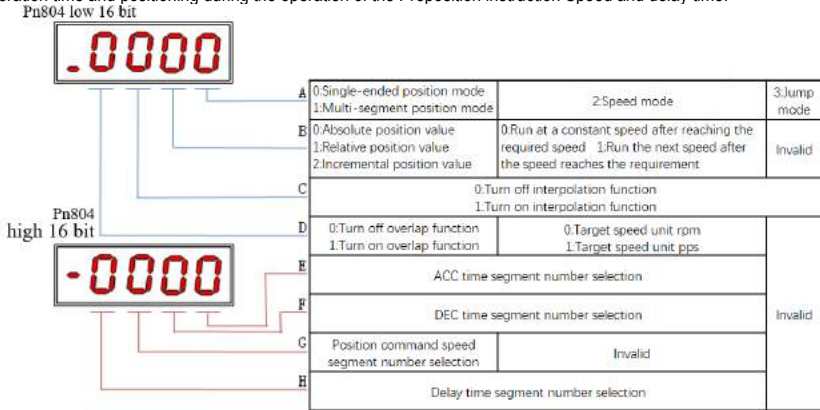 Pn804 low 16 bit
.0000
A
0:Single-ended position mode
1:Multi-segment position mode
2:Speed mode
3:Jump
mode
B
0:Absolute position value
1:Relative position value
2:Incremental position value
0:Run at a constant speed after reaching the
required speed 1:Run the next speed after
the speed reaches the requirement
Invalid
C
0:Turn off interpolation function
1:Turn on interpolation function
Pn804
high 16 bit
-0000
D
0:Turn off overlap function
1:Turn on overlap function
0:Target speed unit rpm
1:Target speed unit pps
E
ACC time segment number selection
F
DEC time segment number selection
Invalid
G
Position command speed
segment number selection
Invalid
H
Delay time segment number selection